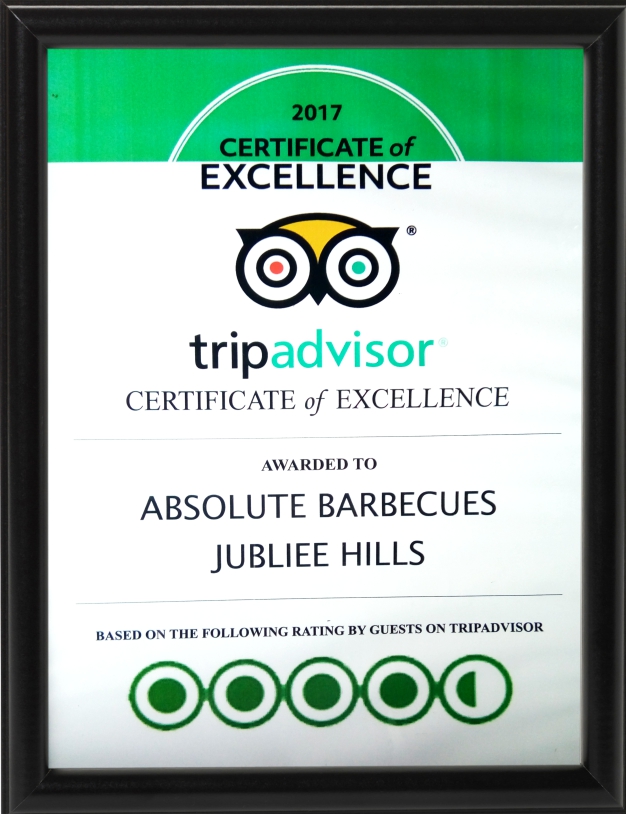 2017
CERTIFICATE of
EXCELLENCE
®
tripadvisor®
CERTIFICATE of EXCELLENCE
AWARDED TO
ABSOLUTE BARBECUES
JUBLIEE HILLS
BASED ON THE FOLLOWING RATING BY GUESTS ON TRIPADVISOR